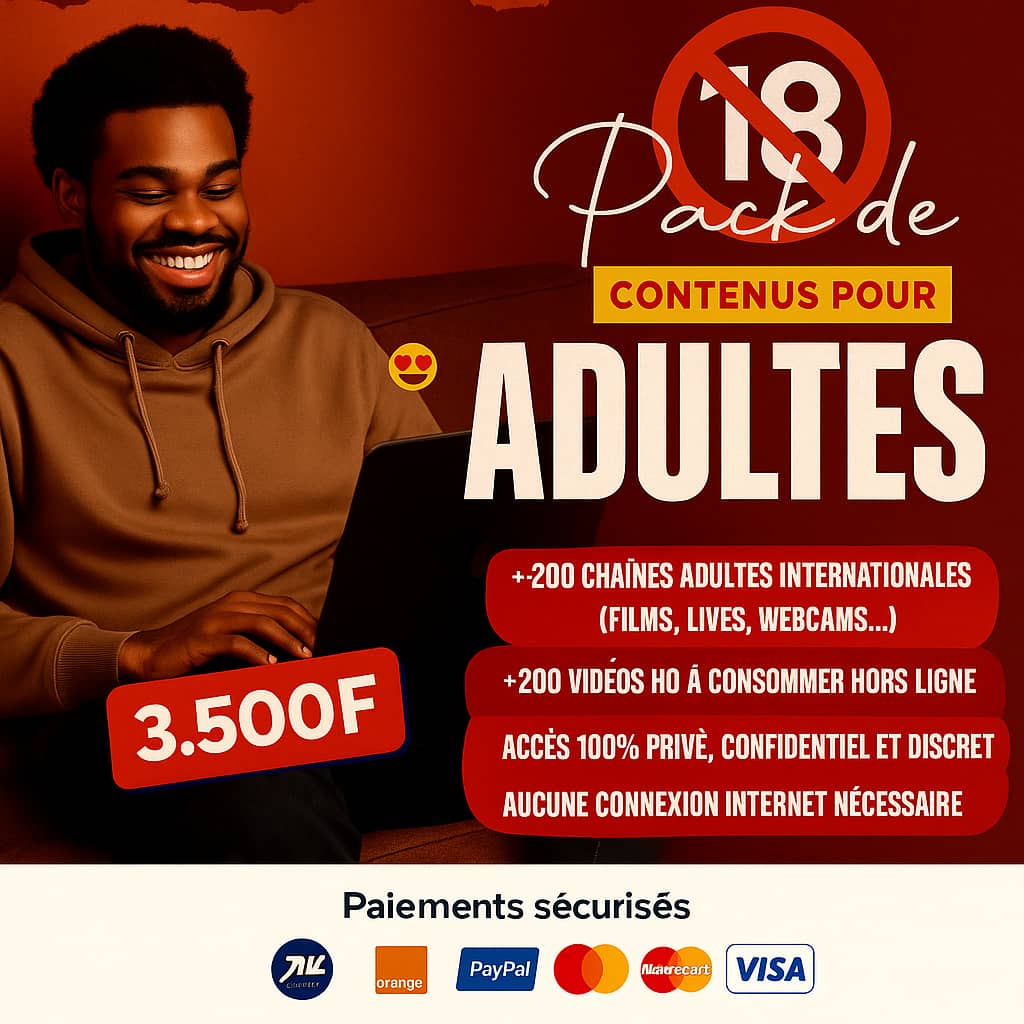 18
Pack de
CONTENUS POUR
ADULTES
+-200 CHAÎNES ADULTES INTERNATIONALES
(FILMS, LIVES, WEBCAMS...)
+200 VIDÉOS HO À CONSOMMER HORS LIGNE
ACCÈS 100% PRIVÈ, CONFIDENTIEL ET DISCRET
AUCUNE CONNEXION INTERNET NÉCESSAIRE
3.500F
Paiements sécurisés
orange
PayPal
VISA